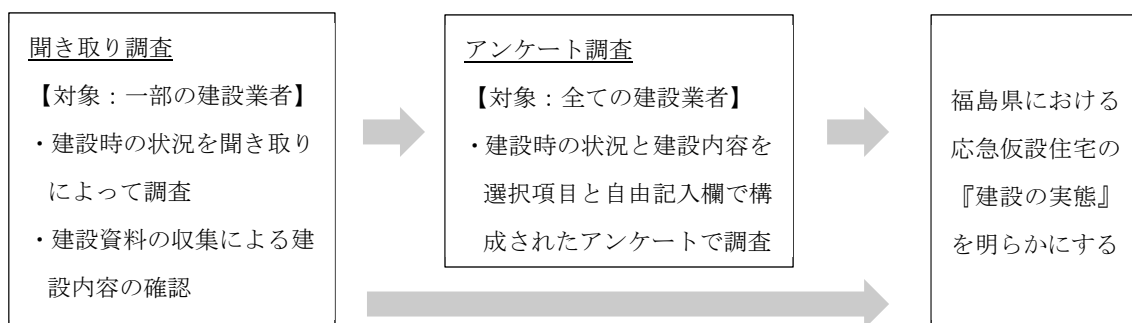 聞き取り調査
【対象：一部の建設業者】
・建設時の状況を聞き取り
によって調査
・建設資料の収集による建
設内容の確認
アンケート調査
【対象：全ての建設業者】
・建設時の状況と建設内容を
選択項目と自由記入欄で構
成されたアンケートで調査
福島県における
応急仮設住宅の
『建設の実態』
を明らかにする